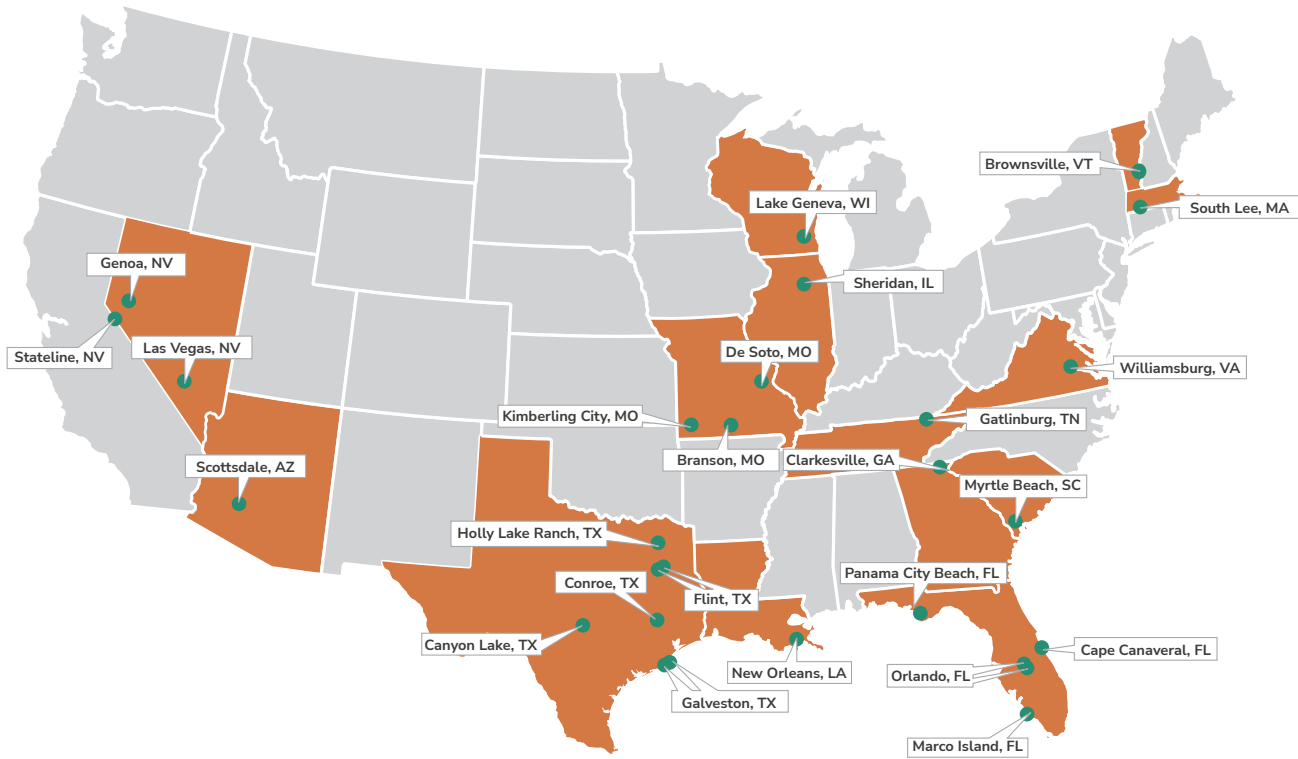 Brownsville, VT
South Lee, MA
Lake Geneva, WI
Genoa, NV
Sheridan, IL
Stateline, NV
Las Vegas, NV
De Soto, MO
Williamsburg, VA
Kimberling City, MO
Gatlinburg, TN
Branson, MO
Clarkesville, GA
Scottsdale, AZ
Myrtle Beach, SC
Holly Lake Ranch, TX
Panama City Beach, FL
Conroe, TX
Flint, TX
Canyon Lake, TX
Cape Canaveral, FL
New Orleans, LA
Orlando, FL
Galveston, TX
Marco Island, FL